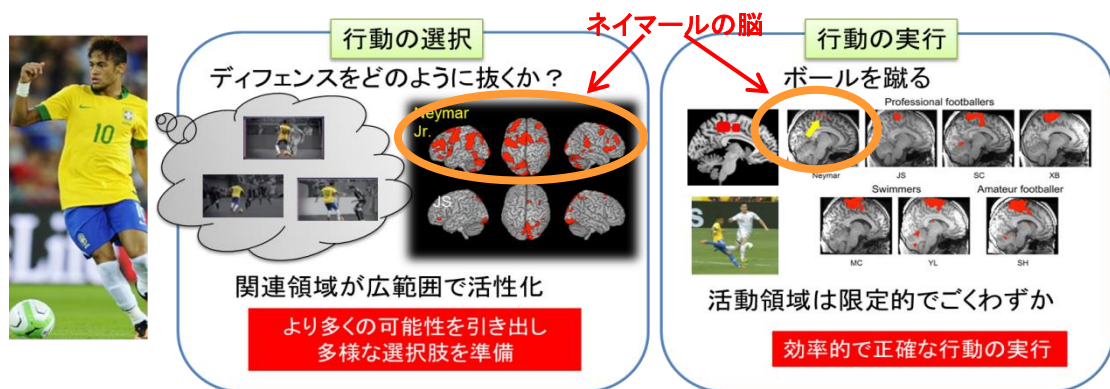 ネイマールの脳
行動の選択
ディフェンスをどのように抜くか？
Neymar
Jr.
JS
関連領域が広範囲で活性化
より多くの可能性を引き出し
多様な選択肢を準備
行動の実行
ボールを蹴る
Professional footballers
Neymar
JS
SC
XB
Swimmers
Amateur footballer
MC
YL
SH
活動領域は限定的でごくわずか
効率的で正確な行動の実行
10